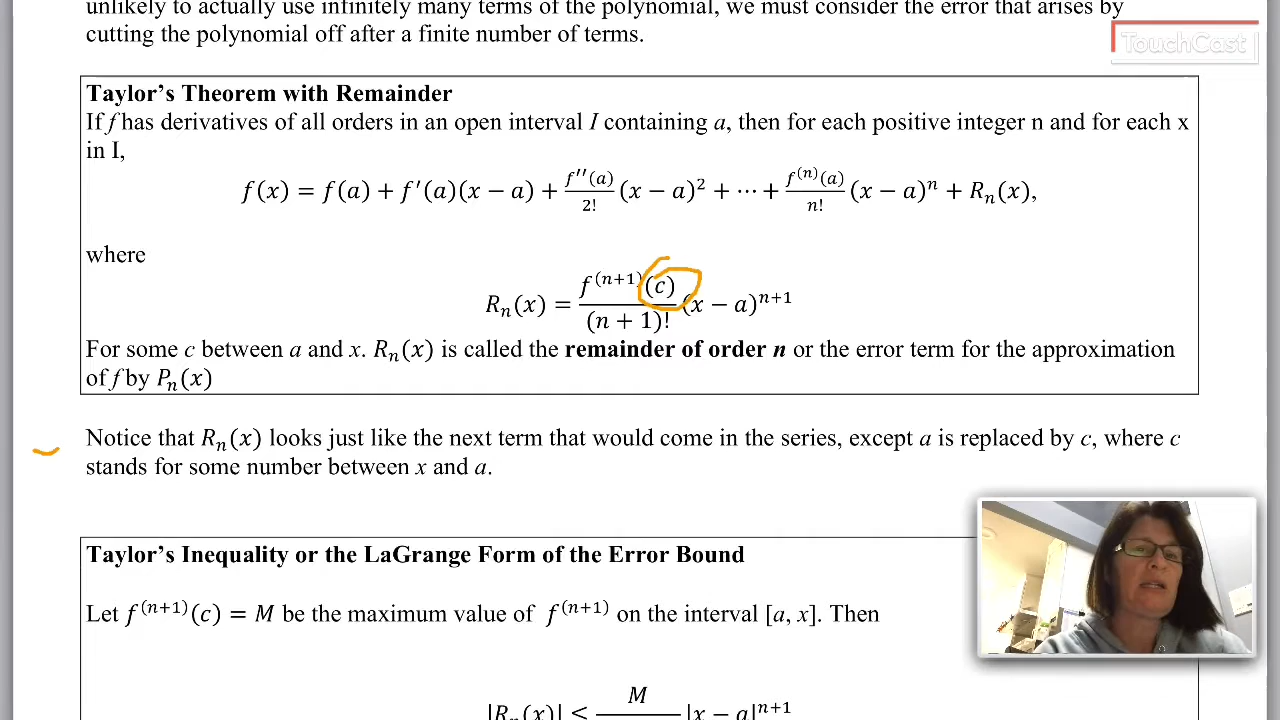 unlikely to actually use infinitely many terms of the polynomial, we must consider the error that arises by
cutting the polynomial off after a finite number of terms.
TouchCast
Taylor's Theorem with Remainder
If f has derivatives of all orders in an open interval I containing a, then for each positive integer n and for each x
in I,
f(x) = f(a) + f′(a)(x − a) + f′′(a)/2! (x − a)² + ⋯ + f⁽ⁿ⁾(a)/n! (x − a)ⁿ + Rₙ(x),
where
Rₙ(x) = f⁽ⁿ⁺¹⁾(c)/(n + 1)! (x − a)ⁿ⁺¹
For some c between a and x. Rₙ(x) is called the remainder of order n or the error term for the approximation
of f by Pₙ(x)
Notice that Rₙ(x) looks just like the next term that would come in the series, except a is replaced by c, where c
stands for some number between x and a.
Taylor's Inequality or the LaGrange Form of the Error Bound
Let f⁽ⁿ⁺¹⁾(c) = M be the maximum value of f⁽ⁿ⁺¹⁾ on the interval [a, x]. Then
M
|Rₙ(x)| ≤ |x − a|ⁿ⁺¹